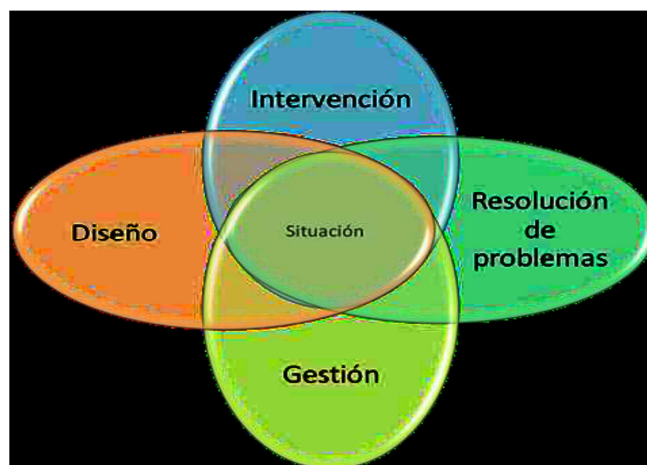 Intervención
Diseño
Situación
Resolución
de
problemas
Gestión